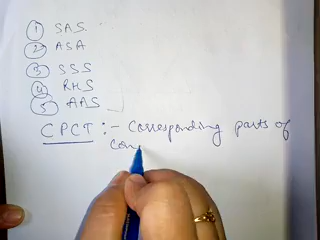 1 SAS
2 ASA
3 SSS
4 RHS
5 AAS
CPCT :- Corresponding parts of
con